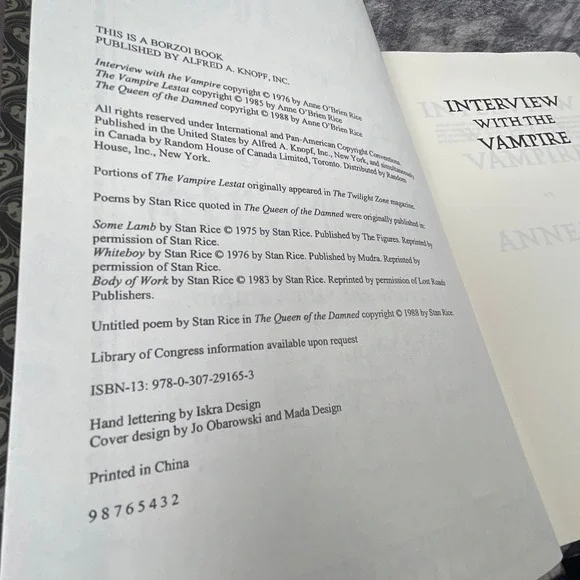 THIS IS A BORZOI BOOK
PUBLISHED BY ALFRED A. KNOPF, INC.
Interview with the Vampire copyright © 1976 by Anne O'Brien Rice
The Vampire Lestat copyright © 1985 by Anne O'Brien Rice
The Queen of the Damned copyright © 1988 by Anne O'Brien Rice
All rights reserved under International and Pan-American Copyright Conventions.
Published in the United States by Alfred A. Knopf, Inc., New York, and simultaneously
in Canada by Random House of Canada Limited, Toronto. Distributed by Random
House, Inc., New York.
Portions of The Vampire Lestat originally appeared in The Twilight Zone magazine.
Poems by Stan Rice quoted in The Queen of the Damned were originally published in:
Some Lamb by Stan Rice © 1975 by Stan Rice. Published by The Figures. Reprinted by
permission of Stan Rice.
Whiteboy by Stan Rice © 1976 by Stan Rice. Published by Mudra. Reprinted by
permission of Stan Rice.
Body of Work by Stan Rice © 1983 by Stan Rice. Reprinted by permission of Lost Roads
Publishers.
Untitled poem by Stan Rice in The Queen of the Damned copyright © 1988 by Stan Rice.
Library of Congress information available upon request
ISBN-13: 978-0-307-29165-3
Hand lettering by Iskra Design
Cover design by Jo Obarowski and Mada Design
Printed in China
9 8 7 6 5 4 3 2
INTERVIEW
WITH THE
VAMPIRE
ANNE